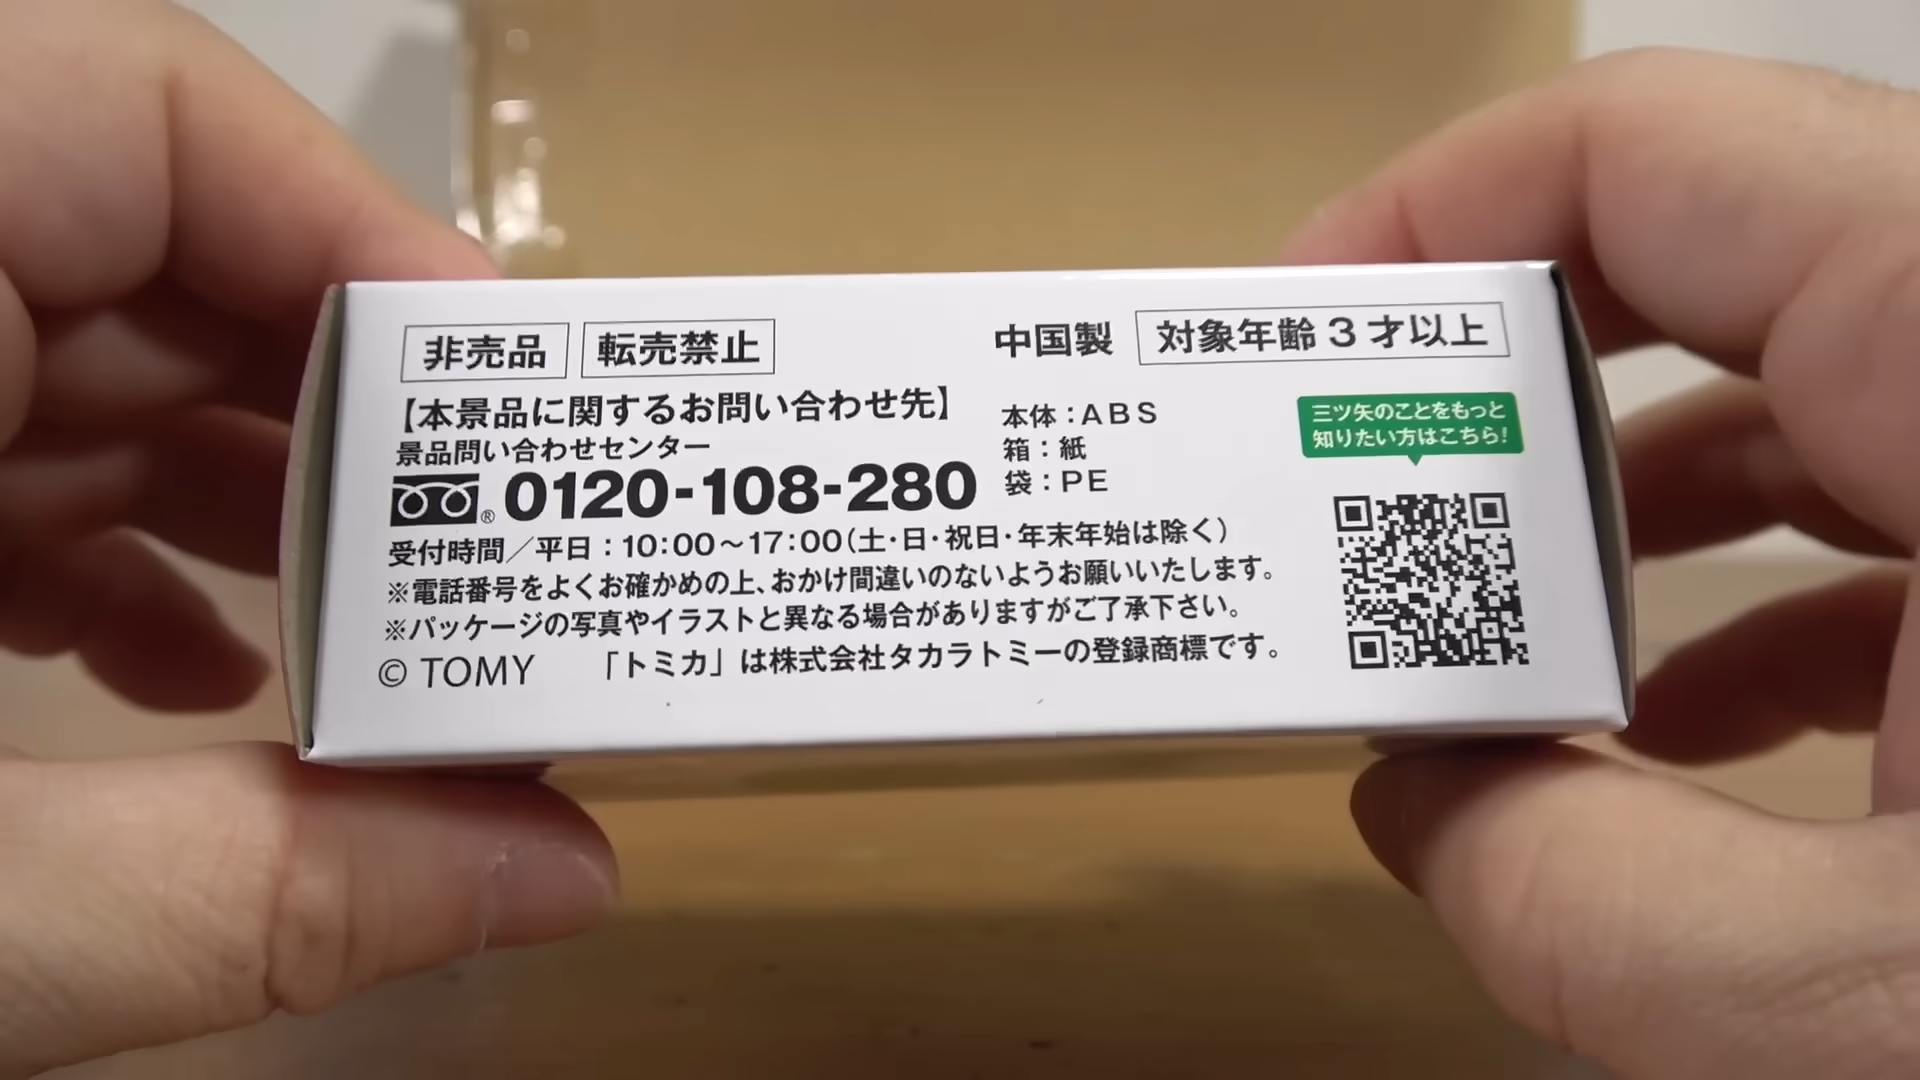 非売品 転売禁止 中国製 対象年齢3才以上
【本景品に関するお問い合わせ先】
景品問い合わせセンター
® 0120-108-280
受付時間／平日：10：00〜17：00（土・日・祝日・年末年始は除く）
※電話番号をよくお確かめの上、おかけ間違いのないようお願いいたします。
※パッケージの写真やイラストと異なる場合がありますがご了承下さい。
© TOMY 「トミカ」は株式会社タカラトミーの登録商標です。
本体：ABS
箱：紙
袋：PE
三ツ矢のことをもっと
知りたい方はこちら！